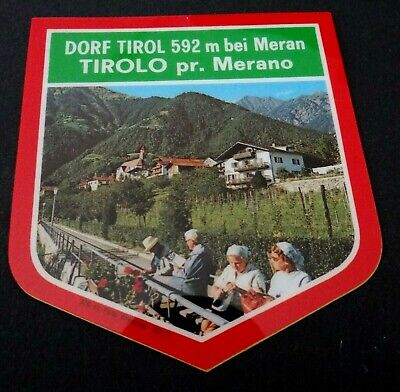 DORF TIROL 592 m bei Meran
TIROLO pr. Merano